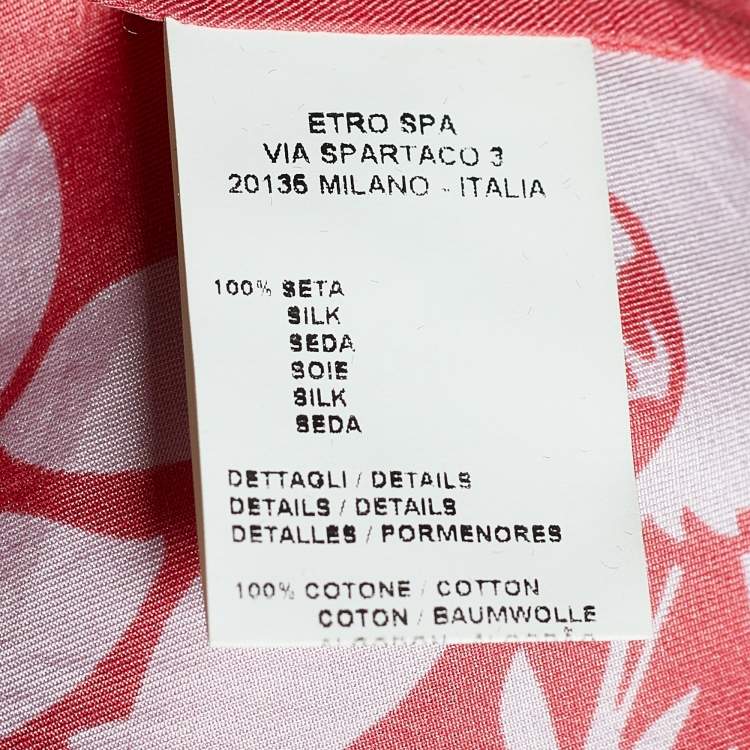 ETRO SPA
VIA SPARTACO 3
20135 MILANO - ITALIA
100% SETA
SILK
SEDA
SOIE
SILK
SEDA
DETTAGLI / DETAILS
DETAILS / DETAILS
DETALLES / PORMENORES
100% COTONE / COTTON
COTON / BAUMWOLLE